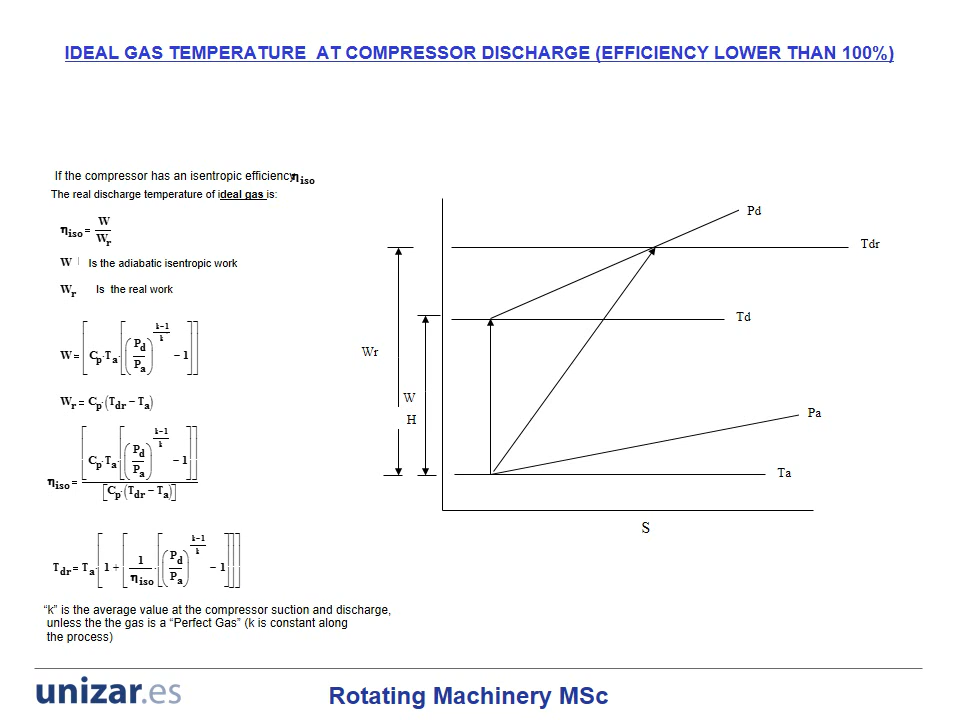 IDEAL GAS TEMPERATURE AT COMPRESSOR DISCHARGE (EFFICIENCY LOWER THAN 100%)
If the compressor has an isentropic efficiency η iso
The real discharge temperature of ideal gas is:
η iso = W / W r
W Is the adiabatic isentropic work
W r Is the real work
W = [ C p · T a · [ ( P d / P a ) ^ (k−1 / k) − 1 ] ]
W r = C p · ( T dr − T a )
η iso = [ C p · T a · [ ( P d / P a ) ^ (k−1 / k) − 1 ] ] / [ C p · ( T dr − T a ) ]
T dr = T a · [ 1 + [ 1 / η iso · [ ( P d / P a ) ^ (k−1 / k) − 1 ] ] ]
“k” is the average value at the compressor suction and discharge,
unless the the gas is a “Perfect Gas” (k is constant along
the process)
Pd
Tdr
Td
Wr
W
H
Pa
Ta
S
unizar.es
Rotating Machinery MSc